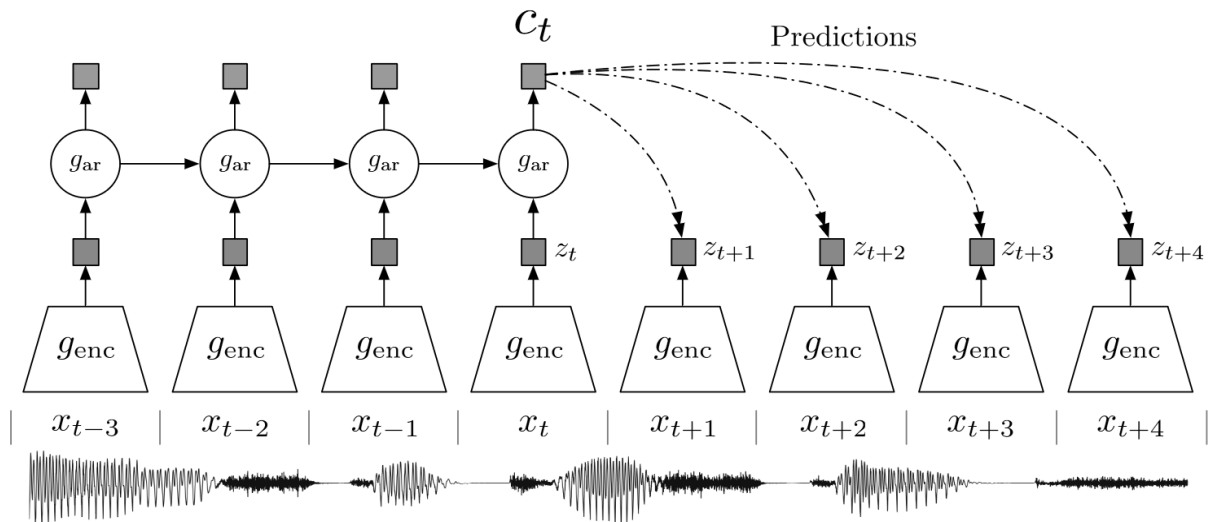 c_t
Predictions
g_ar g_ar g_ar g_ar
z_t z_{t+1} z_{t+2} z_{t+3} z_{t+4}
g_enc g_enc g_enc g_enc g_enc g_enc g_enc g_enc
| x_{t-3} | x_{t-2} | x_{t-1} | x_t | x_{t+1} | x_{t+2} | x_{t+3} | x_{t+4} |